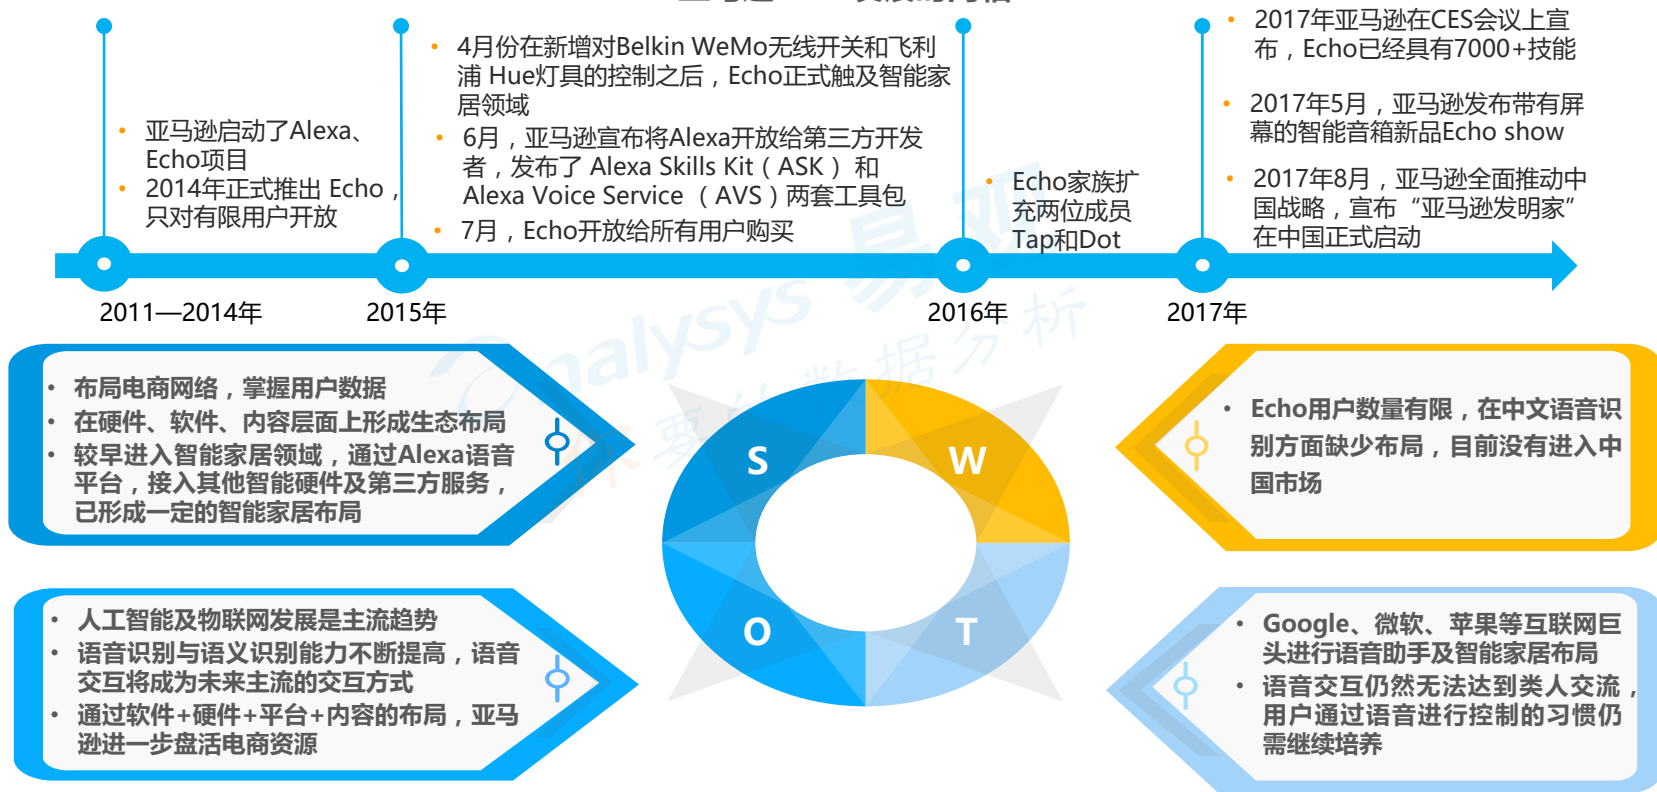 亚马逊
2017年亚马逊在CES会议上宣
布，Echo已经具有7000+技能
2017年5月，亚马逊发布带有屏
幕的智能音箱新品Echo show
2017年8月，亚马逊全面推动中
国战略，宣布“亚马逊发明家”
在中国正式启动
4月份在新增对Belkin WeMo无线开关和飞利
浦 Hue灯具的控制之后，Echo正式触及智能家
居领域
6月，亚马逊宣布将Alexa开放给第三方开发
者，发布了 Alexa Skills Kit（ASK ） 和
Alexa Voice Service （AVS）两套工具包
7月，Echo开放给所有用户购买
亚马逊启动了Alexa、
Echo项目
2014年正式推出 Echo，
只对有限用户开放
Echo家族扩
充两位成员
Tap和Dot
2011—2014年
2015年
2016年
2017年
analysys 易观
你要的数据分析
布局电商网络，掌握用户数据
在硬件、软件、内容层面上形成生态布局
较早进入智能家居领域，通过Alexa语音
平台，接入其他智能硬件及第三方服务，
已形成一定的智能家居布局
S
W
O
T
Echo用户数量有限，在中文语音识
别方面缺少布局，目前没有进入中
国市场
人工智能及物联网发展是主流趋势
语音识别与语义识别能力不断提高，语音
交互将成为未来主流的交互方式
通过软件+硬件+平台+内容的布局，亚马
逊进一步盘活电商资源
Google、微软、苹果等互联网巨
头进行语音助手及智能家居布局
语音交互仍然无法达到类人交流，
用户通过语音进行控制的习惯仍
需继续培养